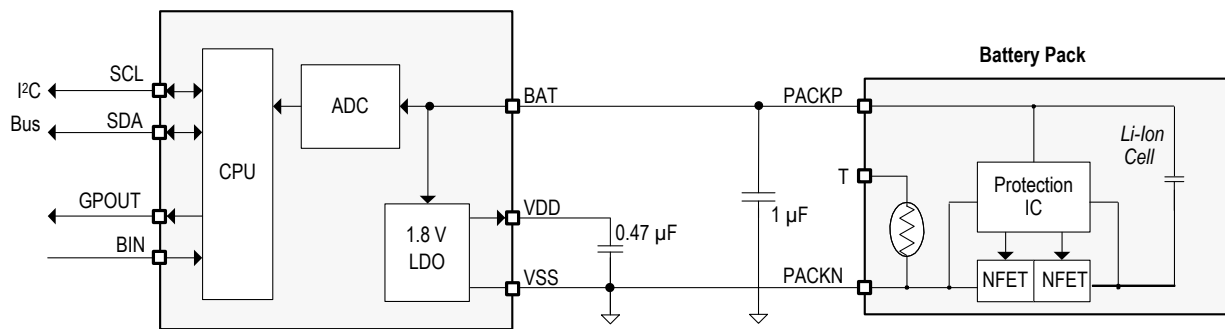 Battery Pack
SCL
I²C
Bus
SDA
ADC
BAT
PACKP
Li-Ion
Cell
CPU
T
Protection
IC
GPOUT
VDD
1 µF
BIN
1.8 V
LDO
0.47 µF
VSS
PACKN
NFET
NFET